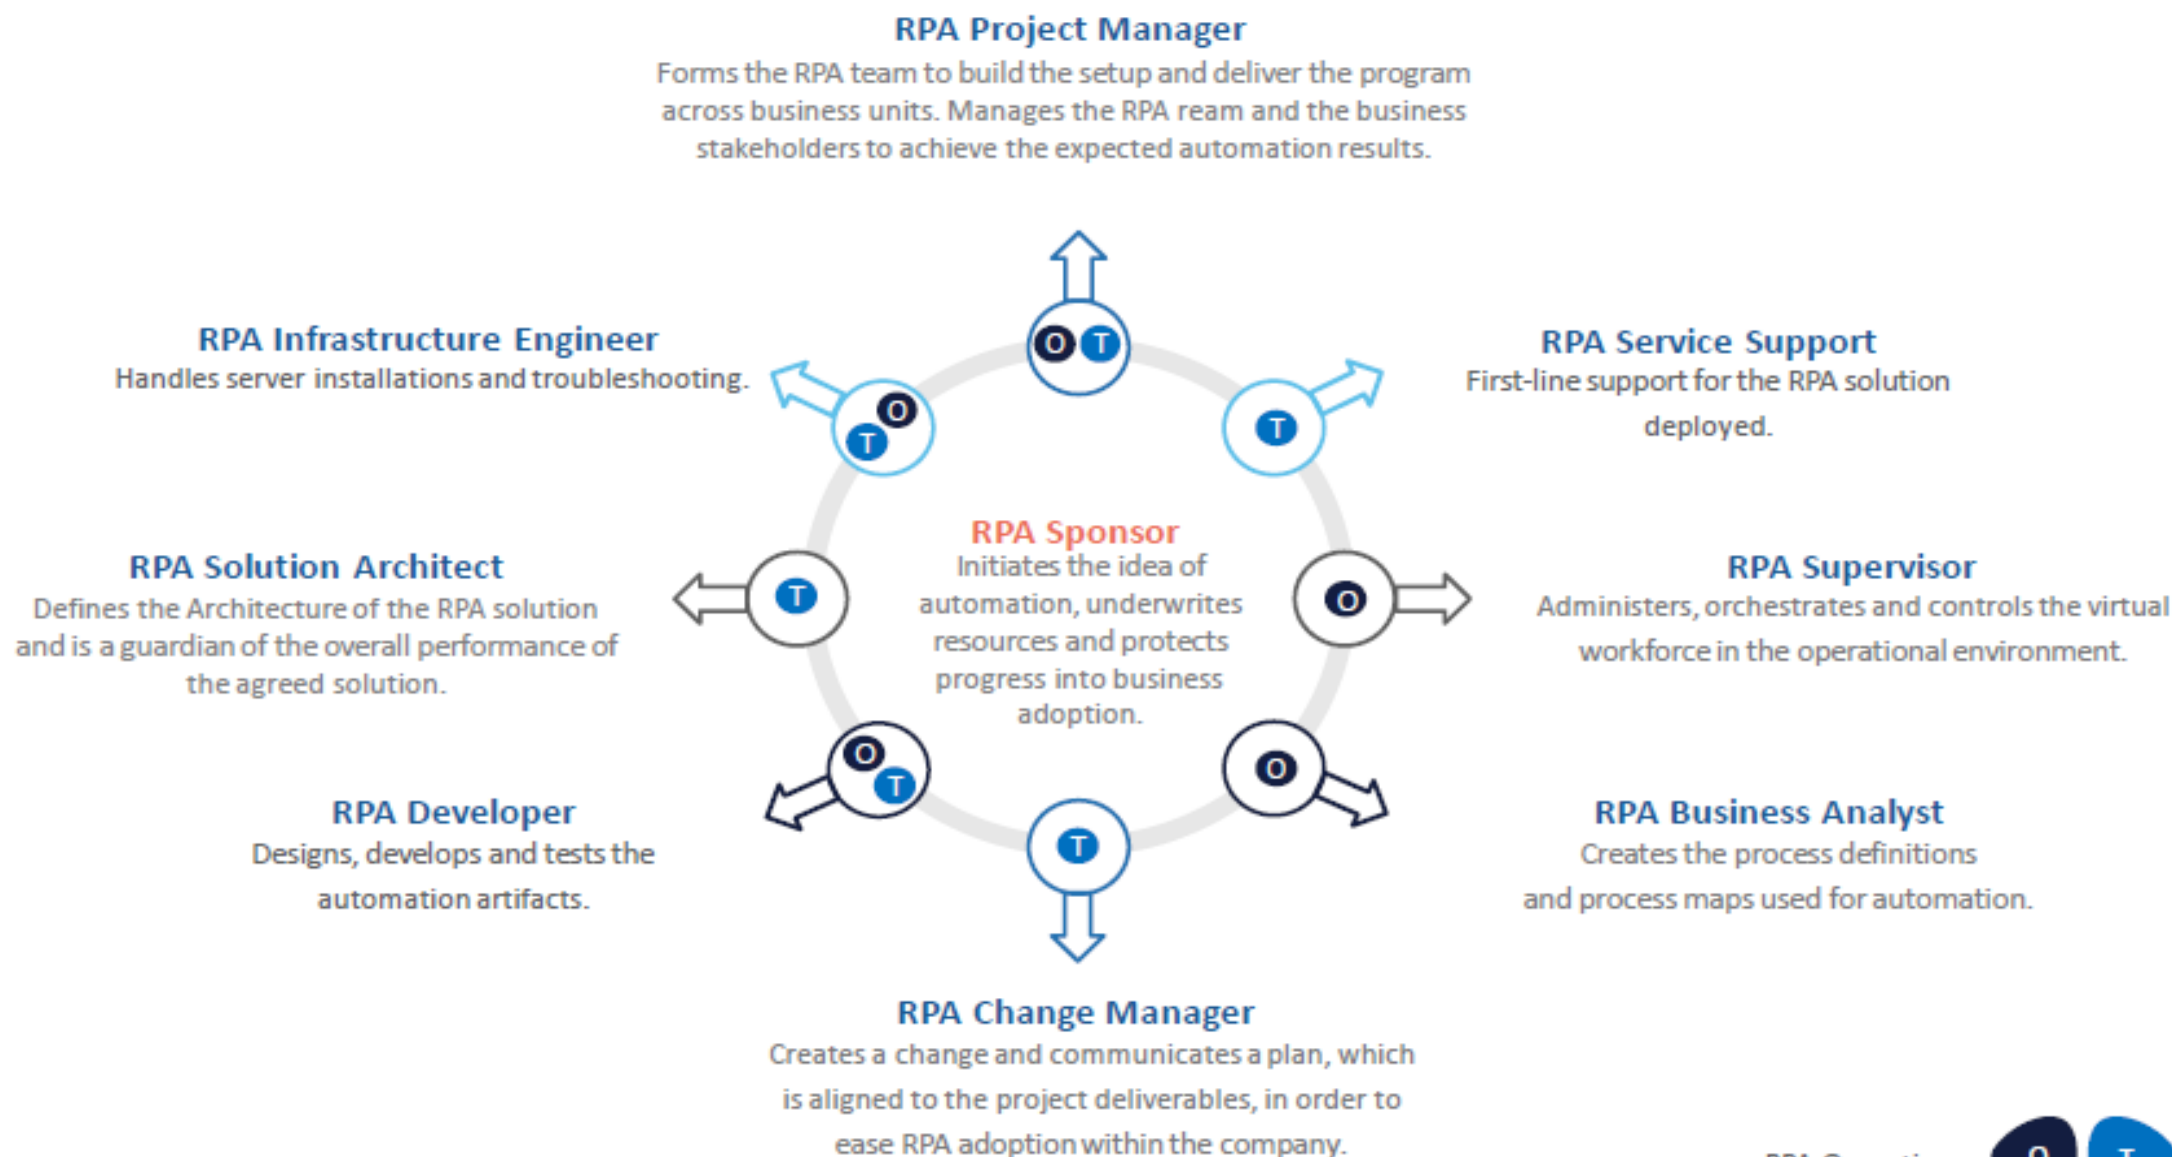 RPA Project Manager
Forms the RPA team to build the setup and deliver the program
across business units. Manages the RPA ream and the business
stakeholders to achieve the expected automation results.
O T
RPA Infrastructure Engineer
Handles server installations and troubleshooting.
O
T
RPA Service Support
First-line support for the RPA solution
deployed.
T
RPA Solution Architect
Defines the Architecture of the RPA solution
and is a guardian of the overall performance of
the agreed solution.
T
RPA Sponsor
Initiates the idea of
automation, underwrites
resources and protects
progress into business
adoption.
O
RPA Supervisor
Administers, orchestrates and controls the virtual
workforce in the operational environment.
RPA Developer
Designs, develops and tests the
automation artifacts.
O
T
O
RPA Business Analyst
Creates the process definitions
and process maps used for automation.
T
RPA Change Manager
Creates a change and communicates a plan, which
is aligned to the project deliverables, in order to
ease RPA adoption within the company.
RPA
O T